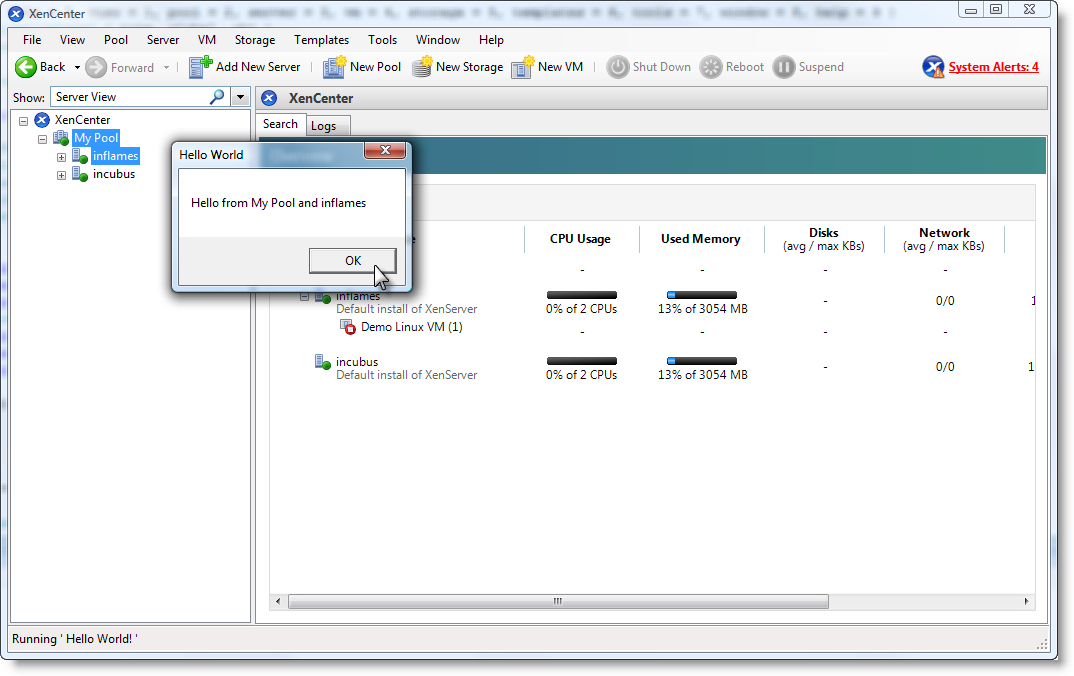 XenCenter
File View Pool Server VM Storage Templates Tools Window Help
Back Forward Add New Server New Pool New Storage New VM Shut Down Reboot Suspend System Alerts: 4
Show: Server View
XenCenter
XenCenter
My Pool
inflames
incubus
Search Logs
Hello World
Hello from My Pool and inflames
OK
CPU Usage Used Memory Disks Network
(avg / max KBs) (avg / max KBs)
- - - -
inflames
Default install of XenServer
0% of 2 CPUs 13% of 3054 MB - 0/0 1
Demo Linux VM (1)
- - - -
incubus
Default install of XenServer
0% of 2 CPUs 13% of 3054 MB - 0/0 1
Running ' Hello World! '